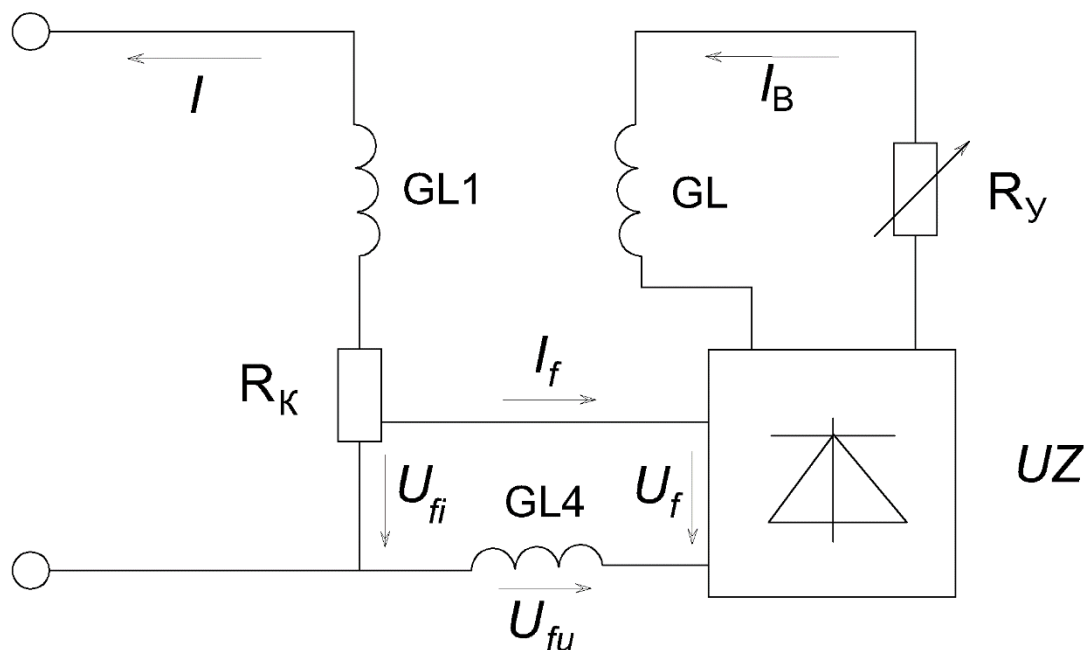 I
I_В
GL1
GL
R_У
R_К
I_f
U_fi
GL4
U_f
UZ
U_fu